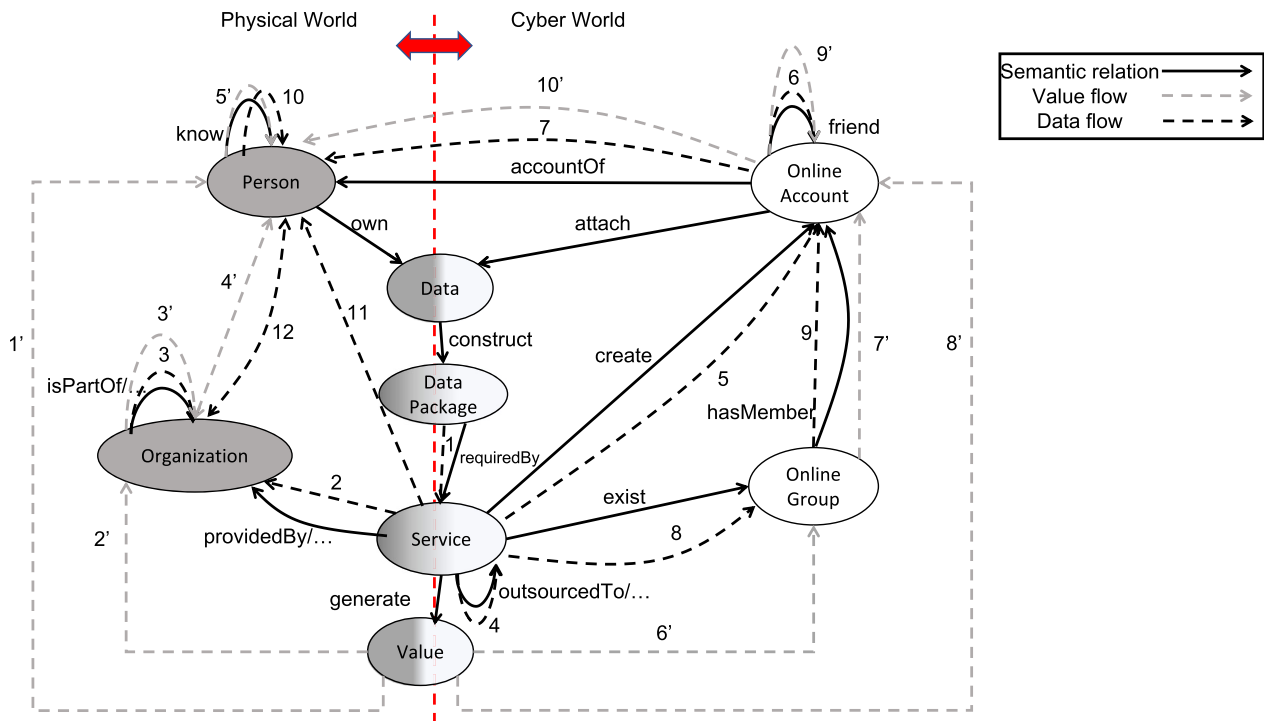 Physical World
Cyber World
Semantic relation
Value flow
Data flow
5’
10
know
10’
7
9’
6
friend
Person
accountOf
Online
Account
own
attach
4’
Data
11
12
construct
1’
3’
3
isPartOf/...
create
5
9
7’
8’
Data
Package
hasMember
1
requiredBy
Organization
2
exist
Online
Group
providedBy/…
Service
8
2’
generate
outsourcedTo/…
4
Value
6’